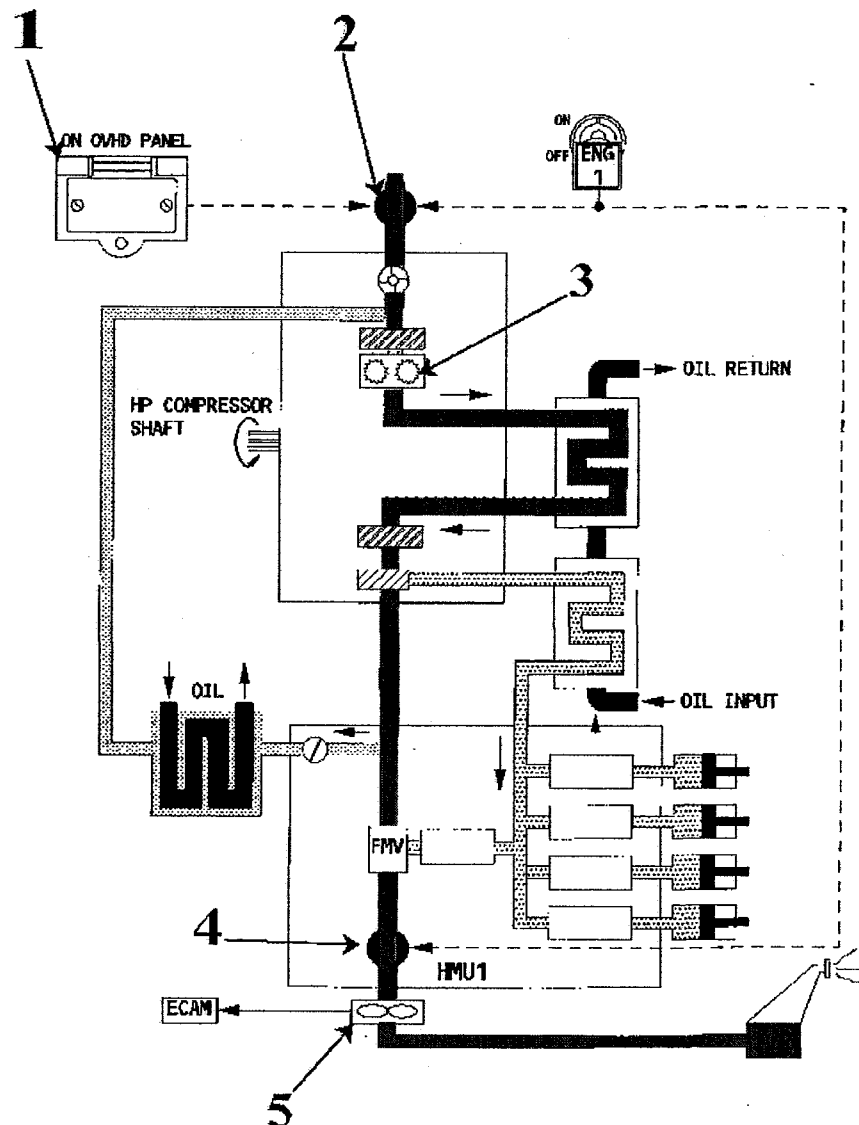 1
2
ON OVHD PANEL
ON
OFF
ENG
1
3
OIL RETURN
HP COMPRESSOR
SHAFT
OIL
OIL INPUT
FMV
4
HMU1
ECAM
5